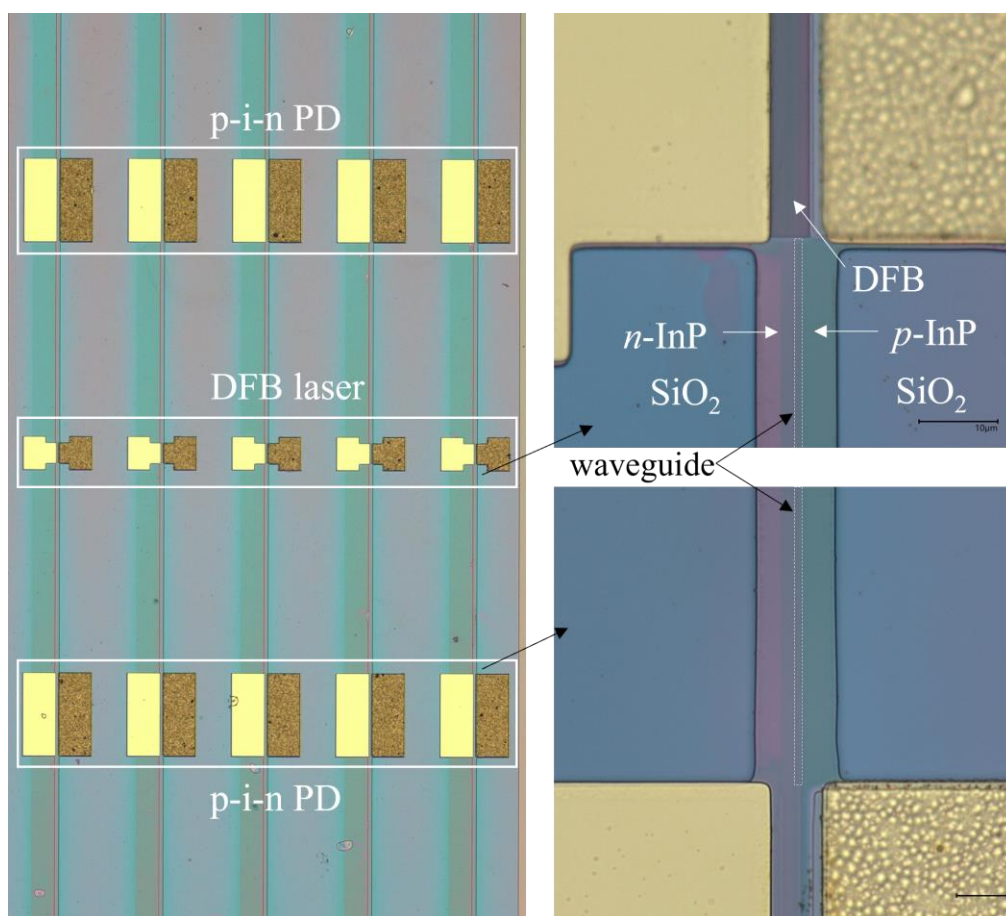 p-i-n PD
DFB laser
p-i-n PD
DFB
n-InP
p-InP
SiO₂
SiO₂
10μm
waveguide